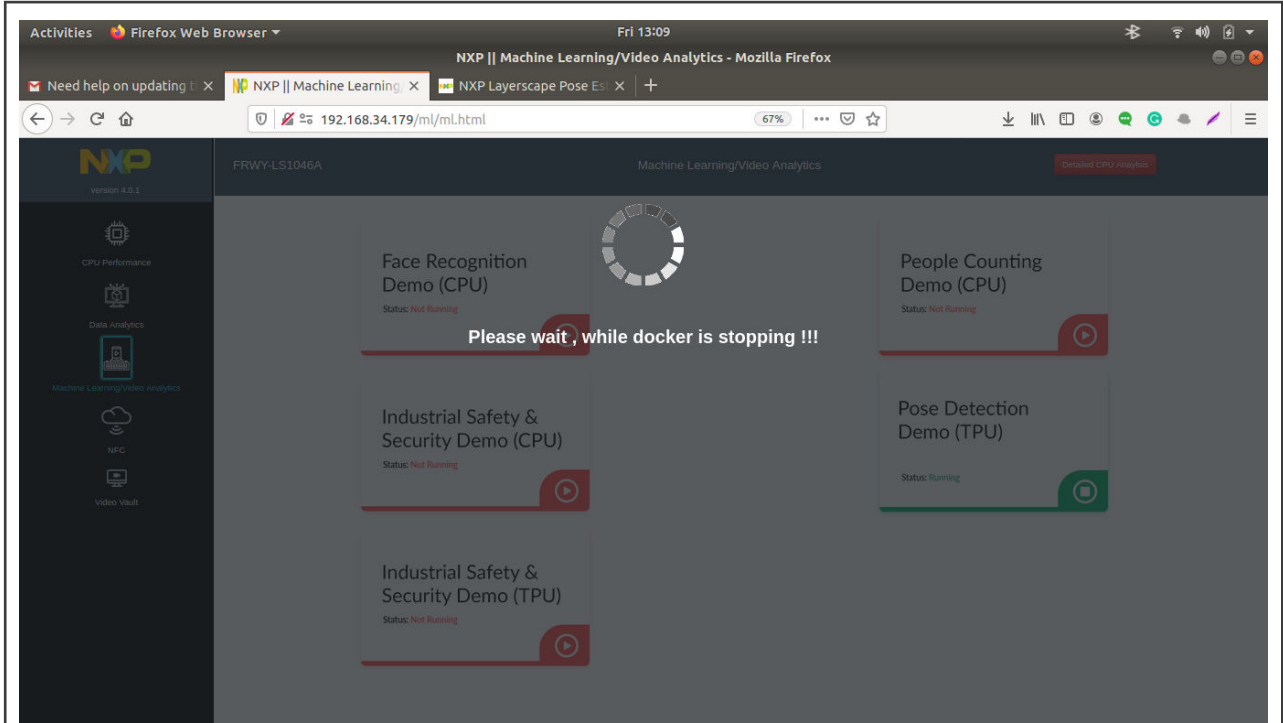 Activities Firefox Web Browser Fri 13:09
NXP || Machine Learning/Video Analytics - Mozilla Firefox
Need help on updating t NXP || Machine Learning/ NXP Layerscape Pose Est
192.168.34.179/ml/ml.html 67%
NXP
version 4.0.1
FRWY-LS1046A Machine Learning/Video Analytics Detailed CPU Anaylsis
CPU Performance
Data Analytics
Machine Learning/Video Analytics
NFC
Video Vault
Face Recognition
Demo (CPU)
Status: Not Running
People Counting
Demo (CPU)
Status: Not Running
Please wait , while docker is stopping !!!
Industrial Safety &
Security Demo (CPU)
Status: Not Running
Pose Detection
Demo (TPU)
Status: Running
Industrial Safety &
Security Demo (TPU)
Status: Not Running